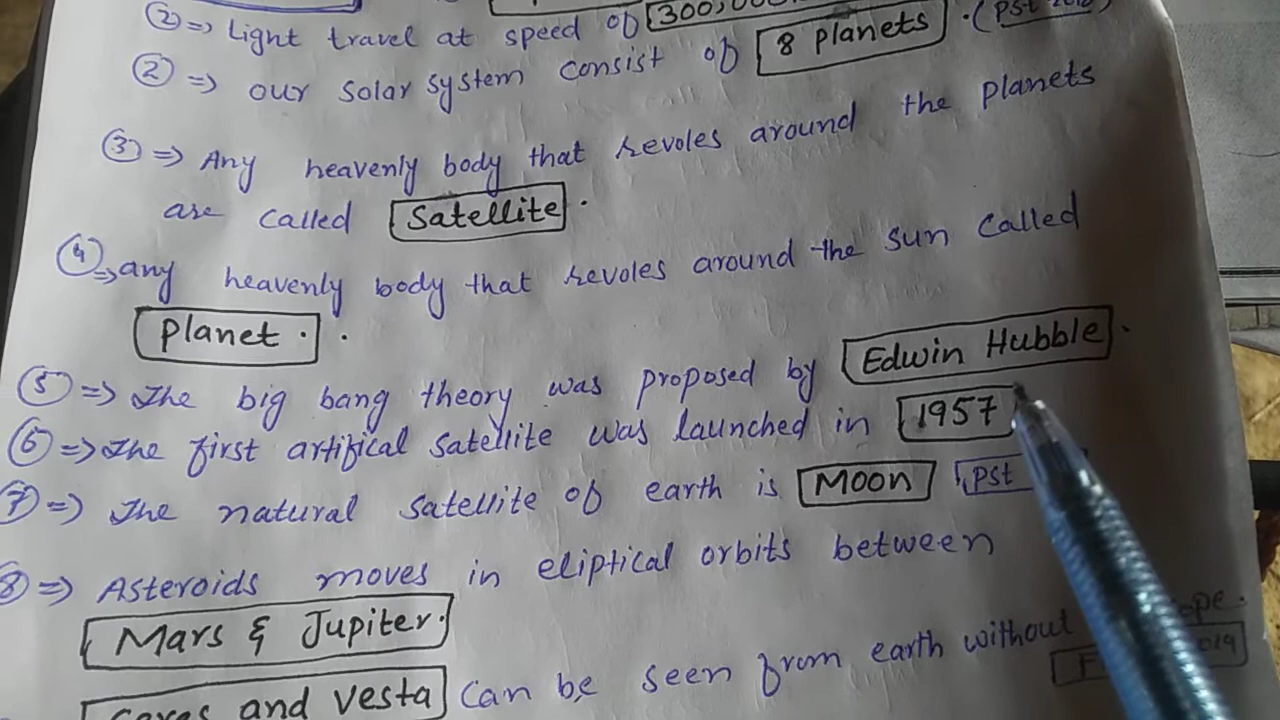 ② => Light travel at speed of 300,00
② => our solar system consist of 8 planets . (PST 2018)
③ => Any heavenly body that revoles around the planets
are called Satellite .
④ => any heavenly body that revoles around the sun called
Planet . .
⑤ => The big bang theory was proposed by Edwin Hubble .
⑥ => The first artifical satellite was launched in 1957
⑦ => The natural satellite of earth is Moon PST
⑧ => Asteroids moves in eliptical orbits between
Mars & Jupiter.
Ceres and Vesta can be seen from earth without